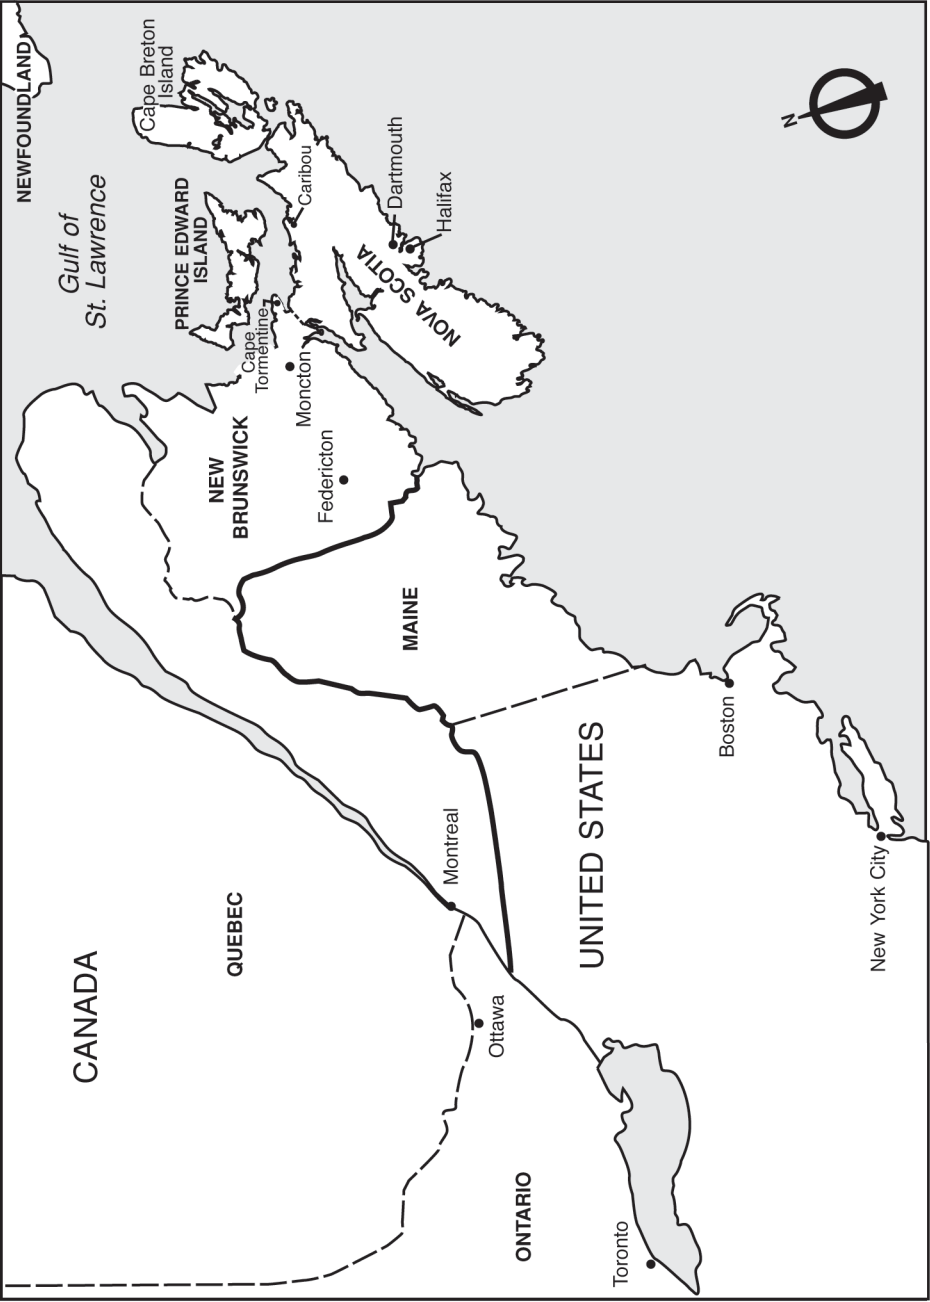 NEWFOUNDLAND
Cape Breton
Island
Gulf of
St. Lawrence
PRINCE EDWARD
ISLAND
Caribou
Dartmouth
Halifax
NOVA SCOTIA
Cape
Tormentine
Moncton
NEW
BRUNSWICK
Federicton
MAINE
CANADA
QUEBEC
Montreal
Ottawa
ONTARIO
Toronto
UNITED STATES
Boston
New York City
N